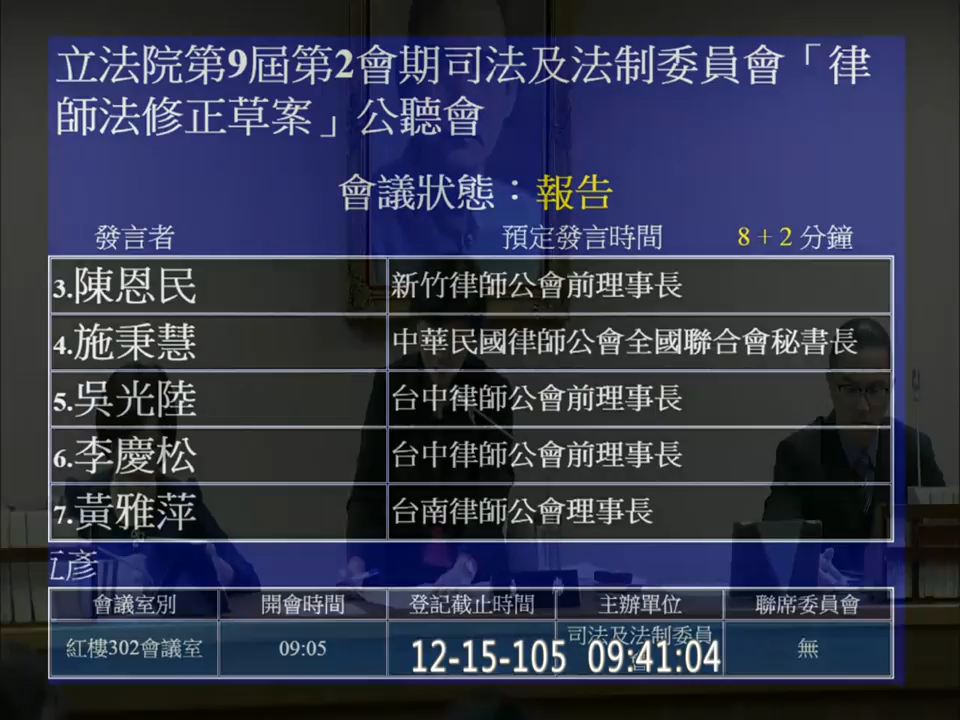 立法院第9屆第2會期司法及法制委員會「律
師法修正草案」公聽會
會議狀態：報告
發言者 預定發言時間 8 + 2 分鐘
3.陳恩民 新竹律師公會前理事長
4.施秉慧 中華民國律師公會全國聯合會秘書長
5.吳光陸 台中律師公會前理事長
6.李慶松 台中律師公會前理事長
7.黃雅萍 台南律師公會理事長
彥
會議室別 開會時間 登記截止時間 主辦單位 聯席委員會
紅樓302會議室 09:05 司法及法制委員 無
12-15-105 09:41:04